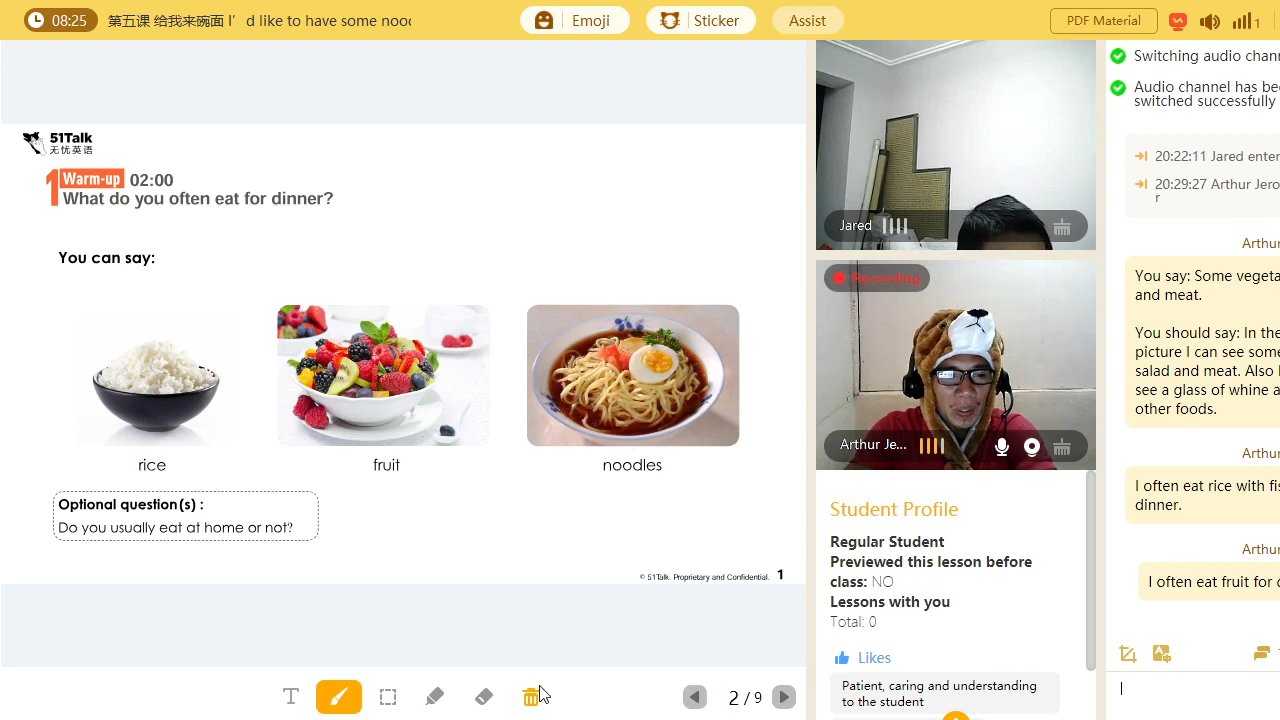 08:25
第五课 给我来碗面 I’d like to have some nood
Emoji
Sticker
Assist
PDF Material
1
51Talk
无忧英语
1 Warm-up 02:00
What do you often eat for dinner?
You can say:
rice
fruit
noodles
Optional question(s) :
Do you usually eat at home or not?
© 51Talk. Proprietary and Confidential. 1
T
2 / 9
Jared
Recording
Arthur Je...
Student Profile
Regular Student
Previewed this lesson before
class: NO
Lessons with you
Total: 0
Likes
Patient, caring and understanding
to the student
Switching audio chann
Audio channel has bee
switched successfully
20:22:11 Jared enter
20:29:27 Arthur Jero
r
Arthur
You say: Some vegeta
and meat.
You should say: In the
picture I can see some
salad and meat. Also I
see a glass of whine a
other foods.
Arthur
I often eat rice with fis
dinner.
Arthur
I often eat fruit for d